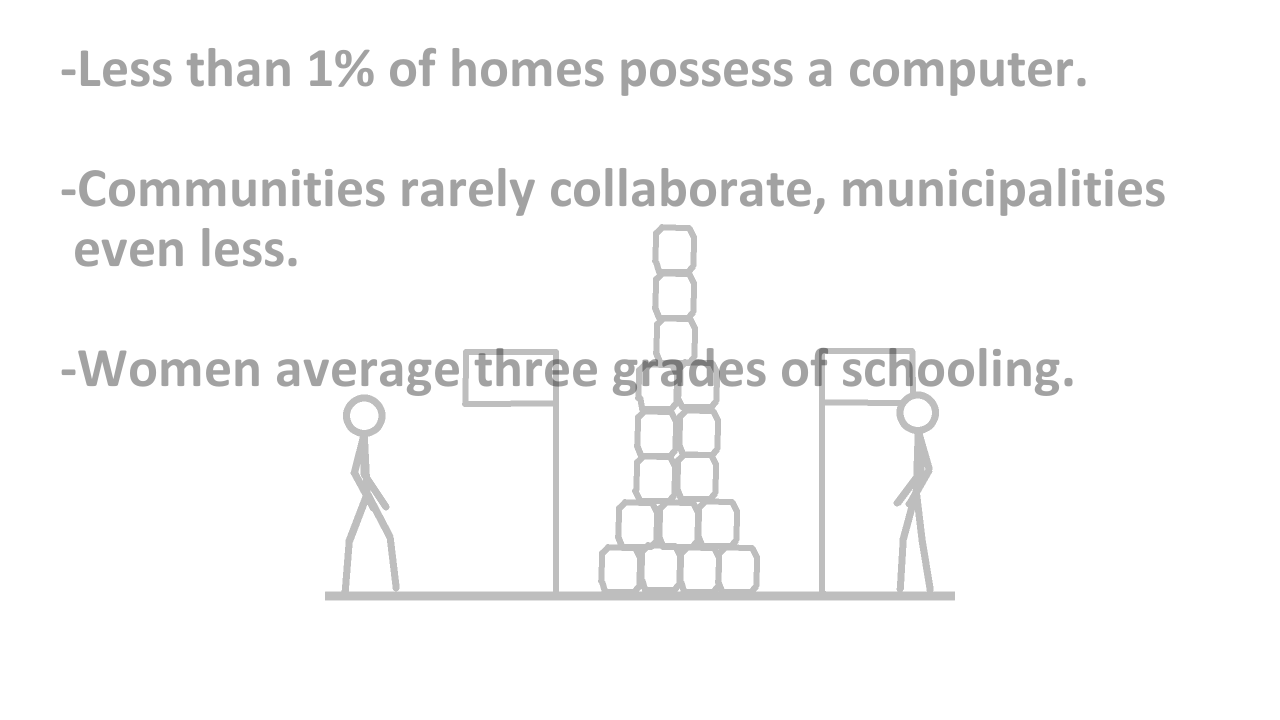 -Less than 1% of homes possess a computer.
-Communities rarely collaborate, municipalities
even less.
-Women average three grades of schooling.